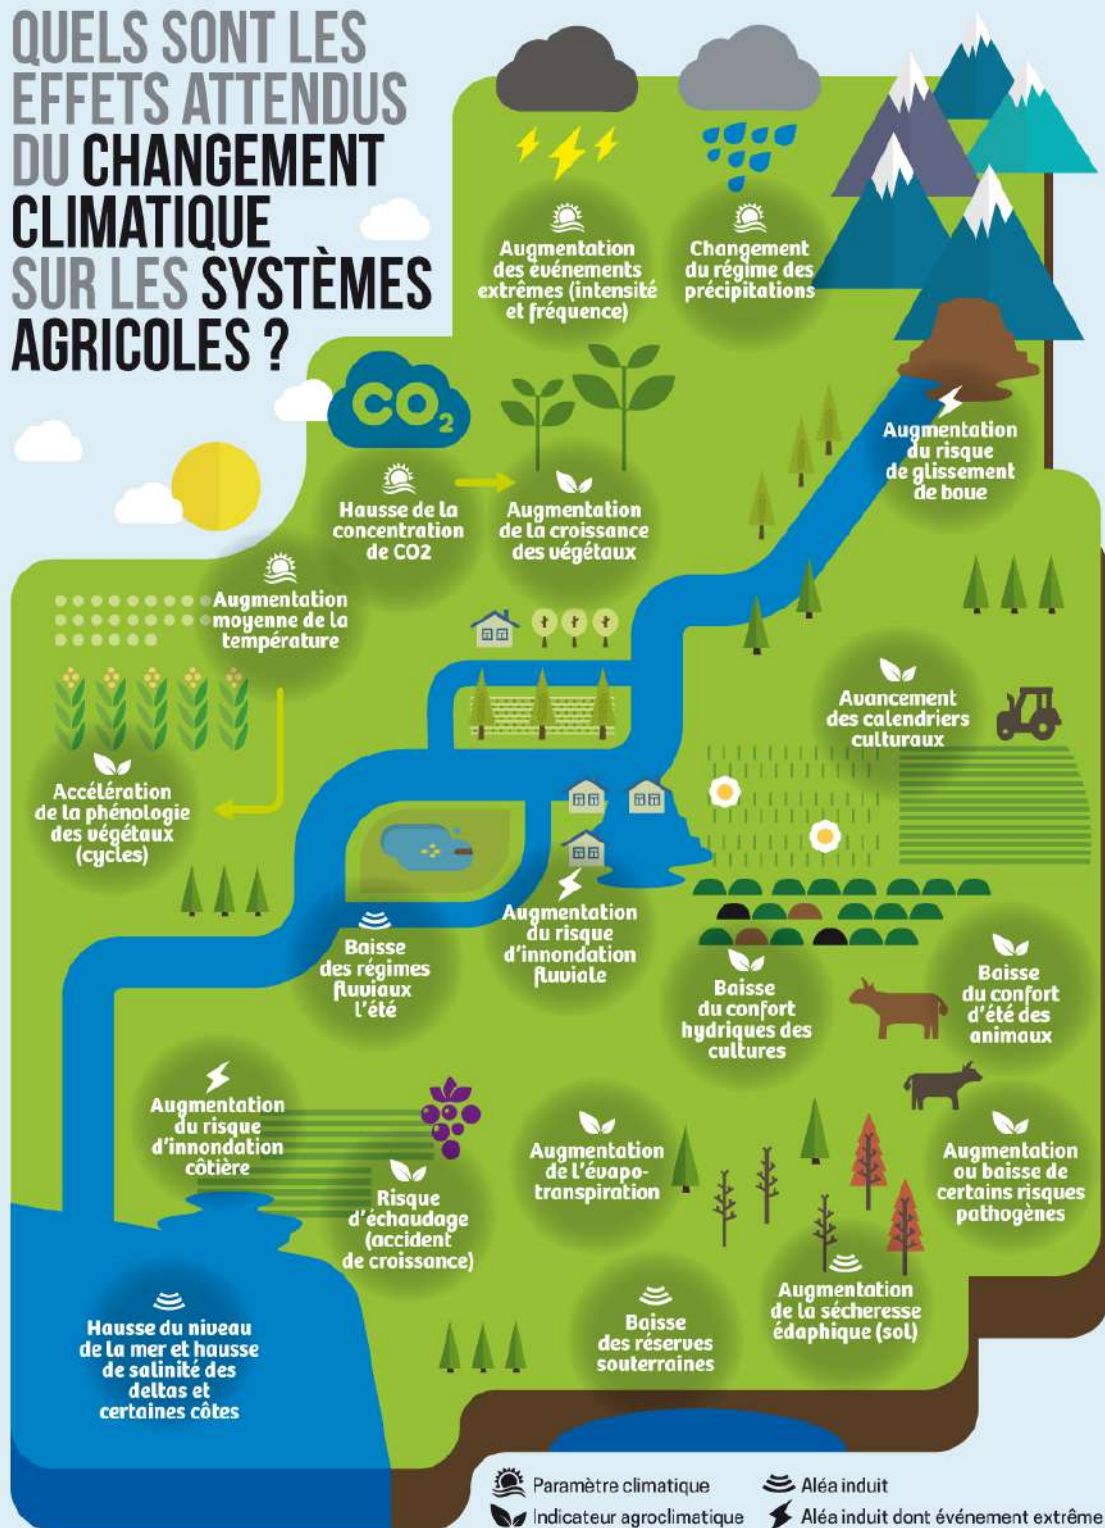 QUELS SONT LES
EFFETS ATTENDUS
DU CHANGEMENT
CLIMATIQUE
SUR LES SYSTÈMES
AGRICOLES ?
Augmentation
des événements
extrêmes (intensité
et fréquence)
Changement
du régime des
précipitations
CO2
Hausse de la
concentration
de CO2
Augmentation
de la croissance
des végétaux
Augmentation
du risque
de glissement
de boue
Augmentation
moyenne de la
température
Avancement
des calendriers
culturaux
Accélération
de la phénologie
des végétaux
(cycles)
Baisse
des régimes
fluviaux
l'été
Augmentation
du risque
d'innondation
fluviale
Baisse
du confort
hydriques des
cultures
Baisse
du confort
d'été des
animaux
Augmentation
du risque
d'innondation
côtière
Risque
d'échaudage
(accident
de croissance)
Augmentation
de l'évapo-
transpiration
Augmentation
ou baisse de
certains risques
pathogènes
Hausse du niveau
de la mer et hausse
de salinité des
deltas et
certaines côtes
Baisse
des réserves
souterraines
Augmentation
de la sécheresse
édaphique (sol)
Paramètre climatique
Aléa induit
Indicateur agroclimatique
Aléa induit dont événement extrême